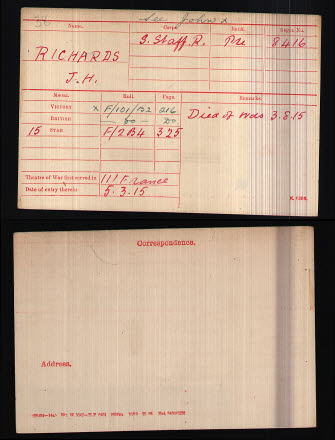 36 See John x
Name. Corps. Rank. Regtl. No.
RICHARDS S. Staff. R. Pte 8416
J.H.
Medal. Roll. Page. Remarks.
VICTORY x F/101/B2 216 Died of Wds 3.8.15
BRITISH - do - do
15 STAR F/2B4 325
Theatre of War first served in (1) France
Date of entry therein 5.3.15
K. 1380.
Correspondence.
Address.